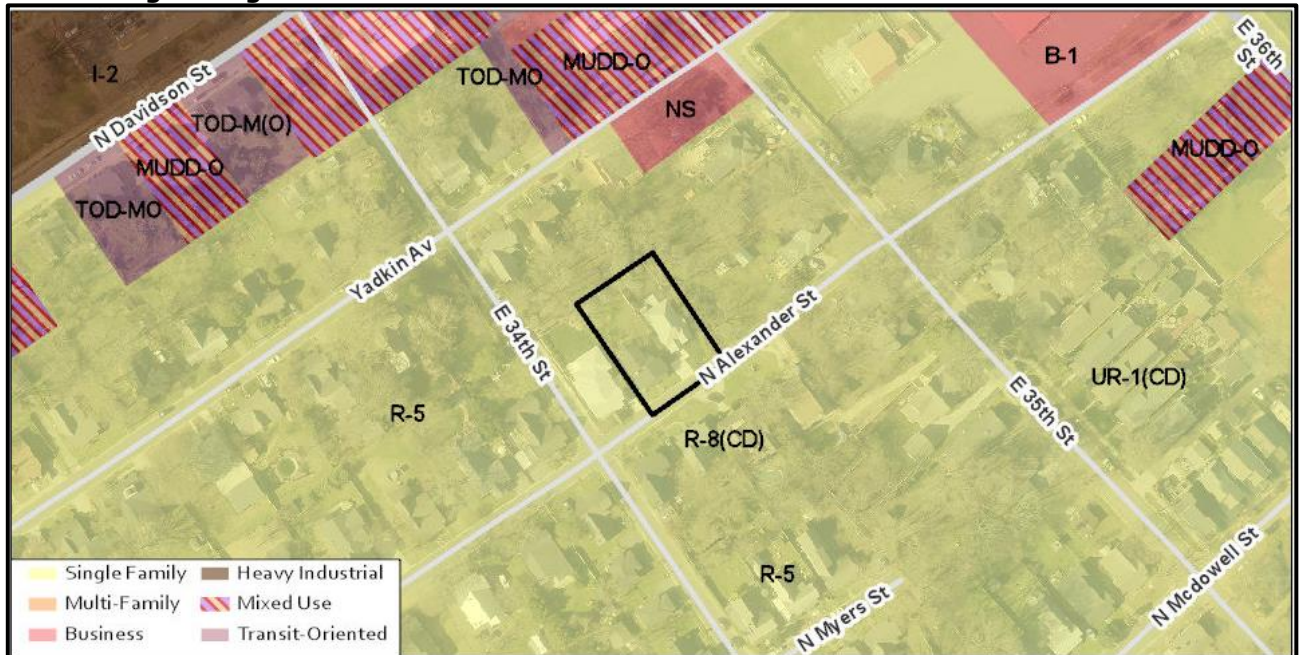 I-2
N Davidson St
TOD-M(O)
MUDD-O
TOD-MO
TOD-MO
MUDD-O
NS
B-1
E 36th St
MUDD-O
Yadkin Av
E 34th St
N Alexander St
R-5
R-8(CD)
E 35th St
UR-1(CD)
R-5
N Myers St
N Mcdowell St
Single Family
Heavy Industrial
Multi-Family
Mixed Use
Business
Transit-Oriented